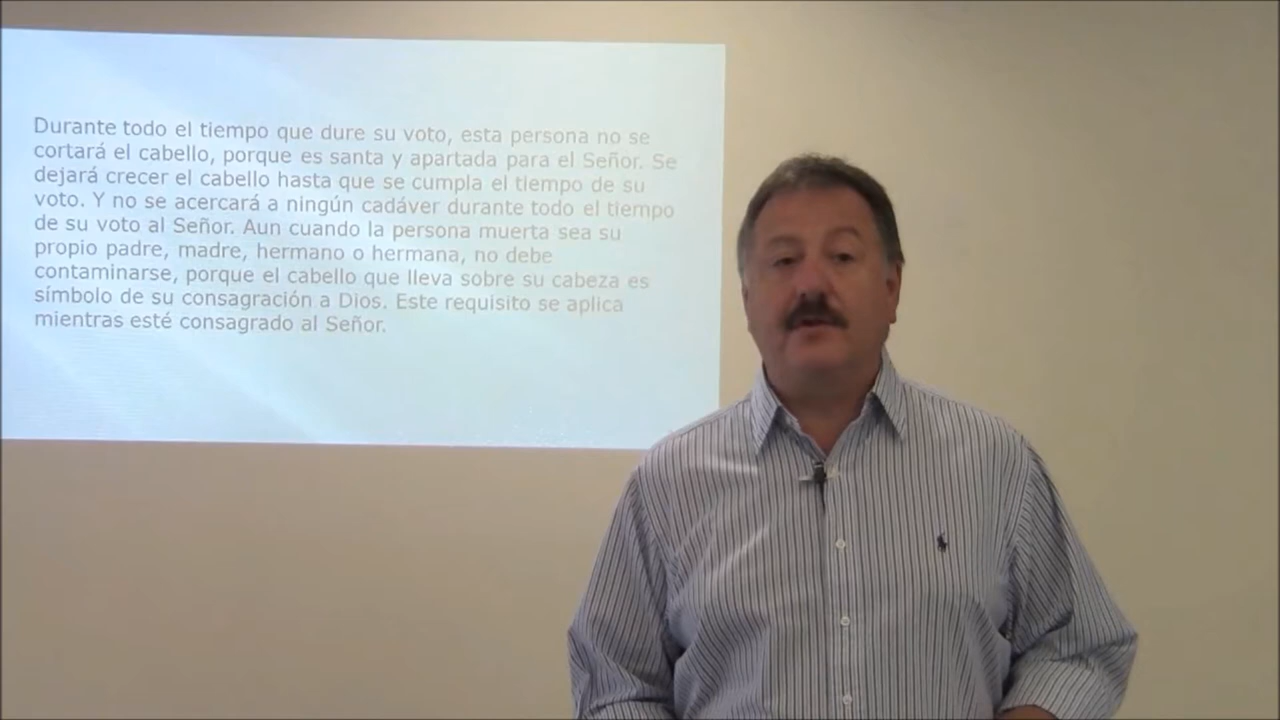 Durante todo el tiempo que dure su voto, esta persona no se
cortará el cabello, porque es santa y apartada para el Señor. Se
dejará crecer el cabello hasta que se cumpla el tiempo de su
voto. Y no se acercará a ningún cadáver durante todo el tiempo
de su voto al Señor. Aun cuando la persona muerta sea su
propio padre, madre, hermano o hermana, no debe
contaminarse, porque el cabello que lleva sobre su cabeza es
símbolo de su consagración a Dios. Este requisito se aplica
mientras esté consagrado al Señor.